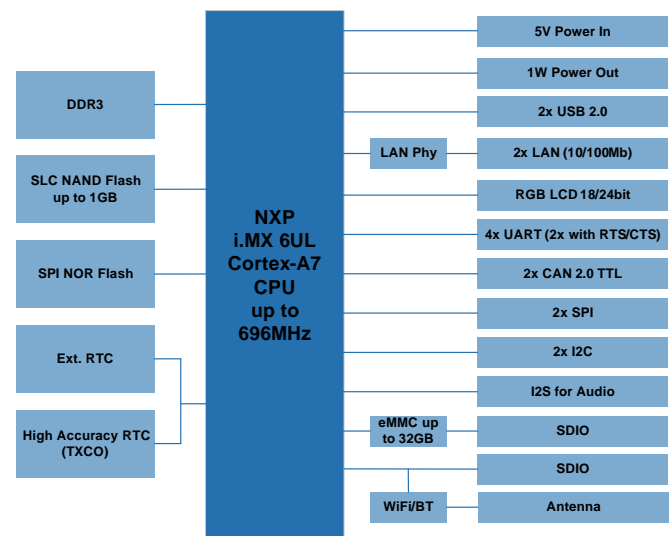 DDR3
SLC NAND Flash
up to 1GB
SPI NOR Flash
Ext. RTC
High Accuracy RTC
(TXCO)
NXP
i.MX 6UL
Cortex-A7
CPU
up to
696MHz
LAN Phy
eMMC up
to 32GB
WiFi/BT
5V Power In
1W Power Out
2x USB 2.0
2x LAN (10/100Mb)
RGB LCD 18/24bit
4x UART (2x with RTS/CTS)
2x CAN 2.0 TTL
2x SPI
2x I2C
I2S for Audio
SDIO
SDIO
Antenna